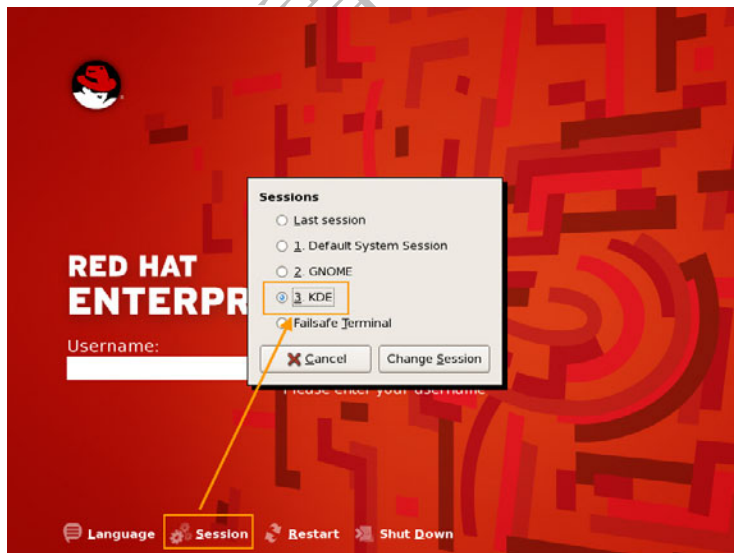 Sessions
Last session
1. Default System Session
2. GNOME
3. KDE
Failsafe Terminal
Cancel
Change Session
RED HAT
ENTERPR
Username:
Please enter your username
Language
Session
Restart
Shut Down